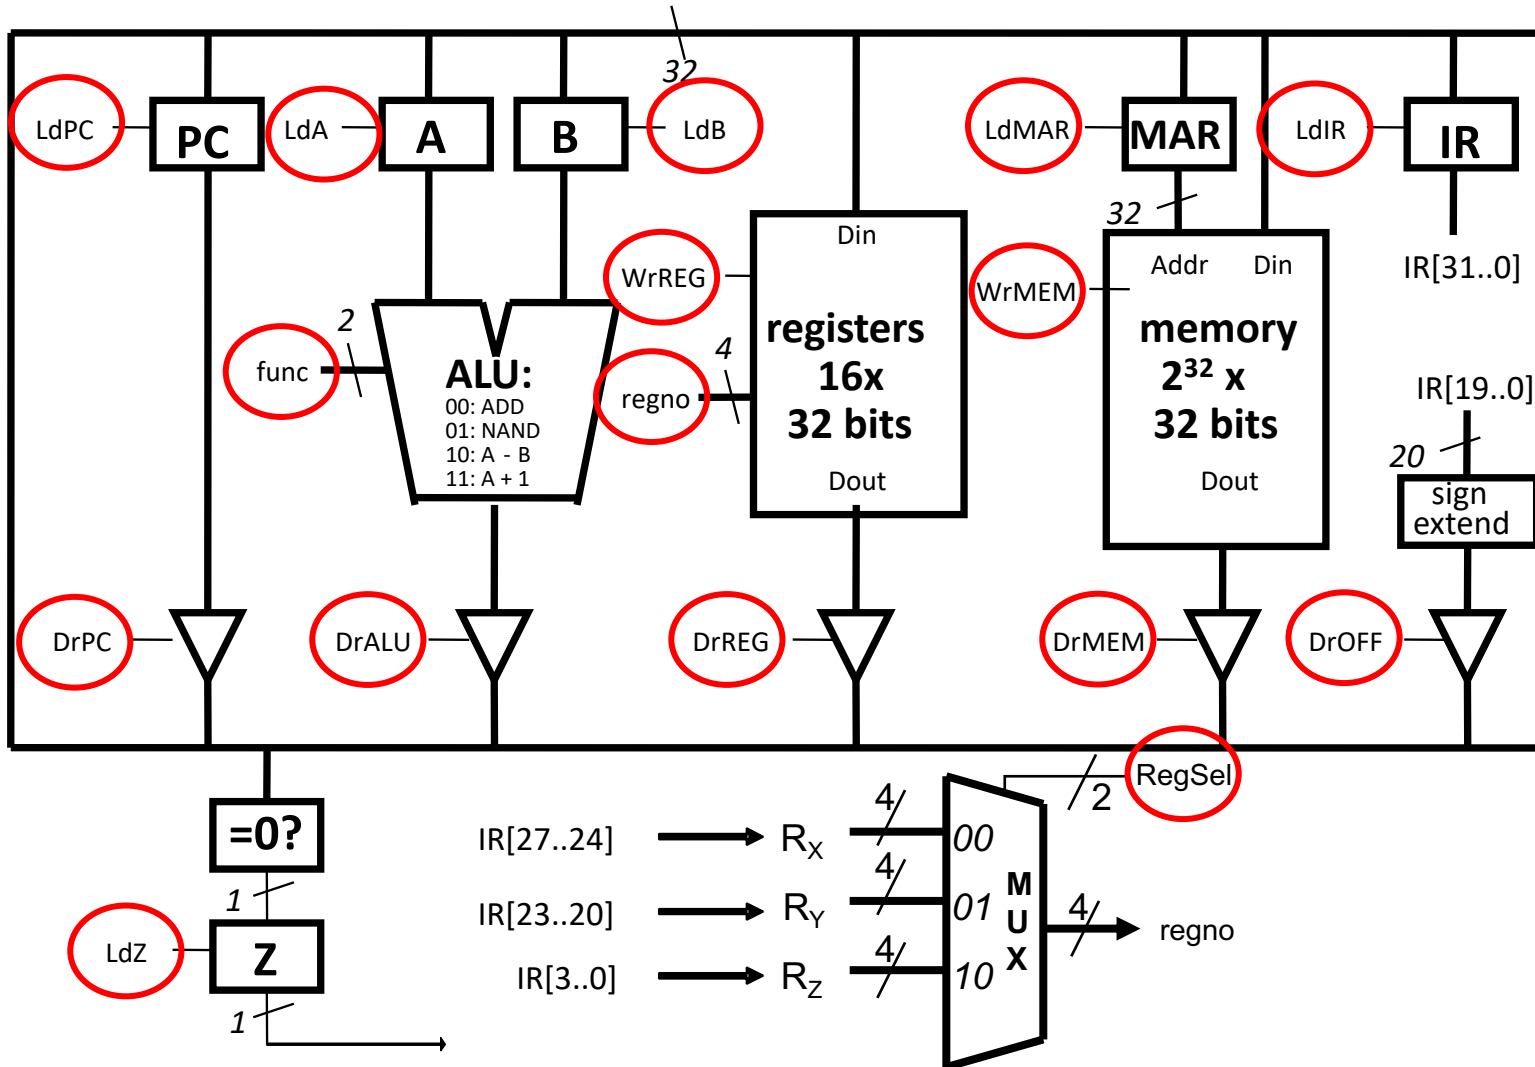 32
LdPC
PC
LdA
A
B
LdB
LdMAR
MAR
LdIR
IR
32
Din
WrREG
registers
16x
32 bits
Dout
regno
4
WrMEM
Addr
Din
memory
2³² x
32 bits
Dout
IR[31..0]
func
2
ALU:
00: ADD
01: NAND
10: A - B
11: A + 1
IR[19..0]
20
sign
extend
DrPC
DrALU
DrREG
DrMEM
DrOFF
=0?
1
LdZ
Z
1
RegSel
2
IR[27..24]
RX
4
00
IR[23..20]
RY
4
01
IR[3..0]
RZ
4
10
M
U
X
4
regno